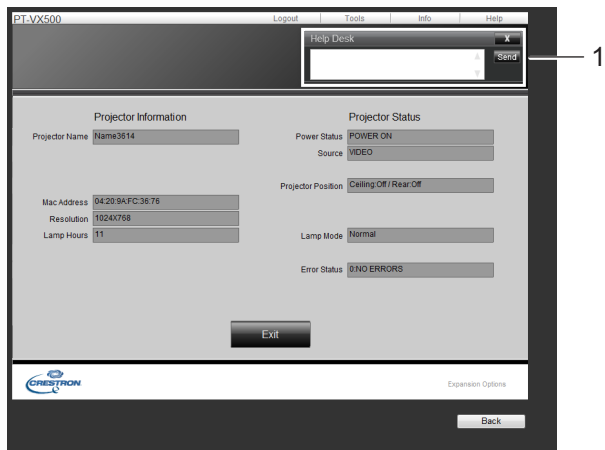 PT-VX500 Logout Tools Info Help
Help Desk X
Send
1
Projector Information Projector Status
Projector Name Name3614 Power Status POWER ON
Source VIDEO
Projector Position Ceiling:Off / Rear:Off
Mac Address 04:20:9A:FC:36:76
Resolution 1024X768
Lamp Hours 11 Lamp Mode Normal
Error Status 0:NO ERRORS
Exit
CRESTRON Expansion Options
Back